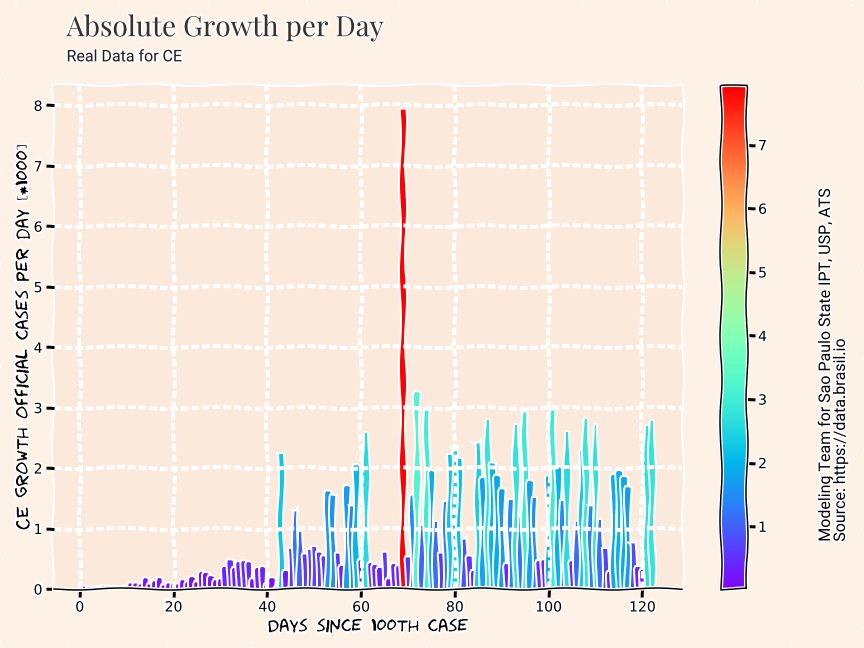 Absolute Growth per Day
Real Data for CE
CE GROWTH OFFICIAL CASES PER DAY [*1000]
8
7
6
5
4
3
2
1
0
0 20 40 60 80 100 120
DAYS SINCE 100TH CASE
7
6
5
4
3
2
1
Modeling Team for Sao Paulo State IPT, USP, ATS
Source: https://data.brasil.io